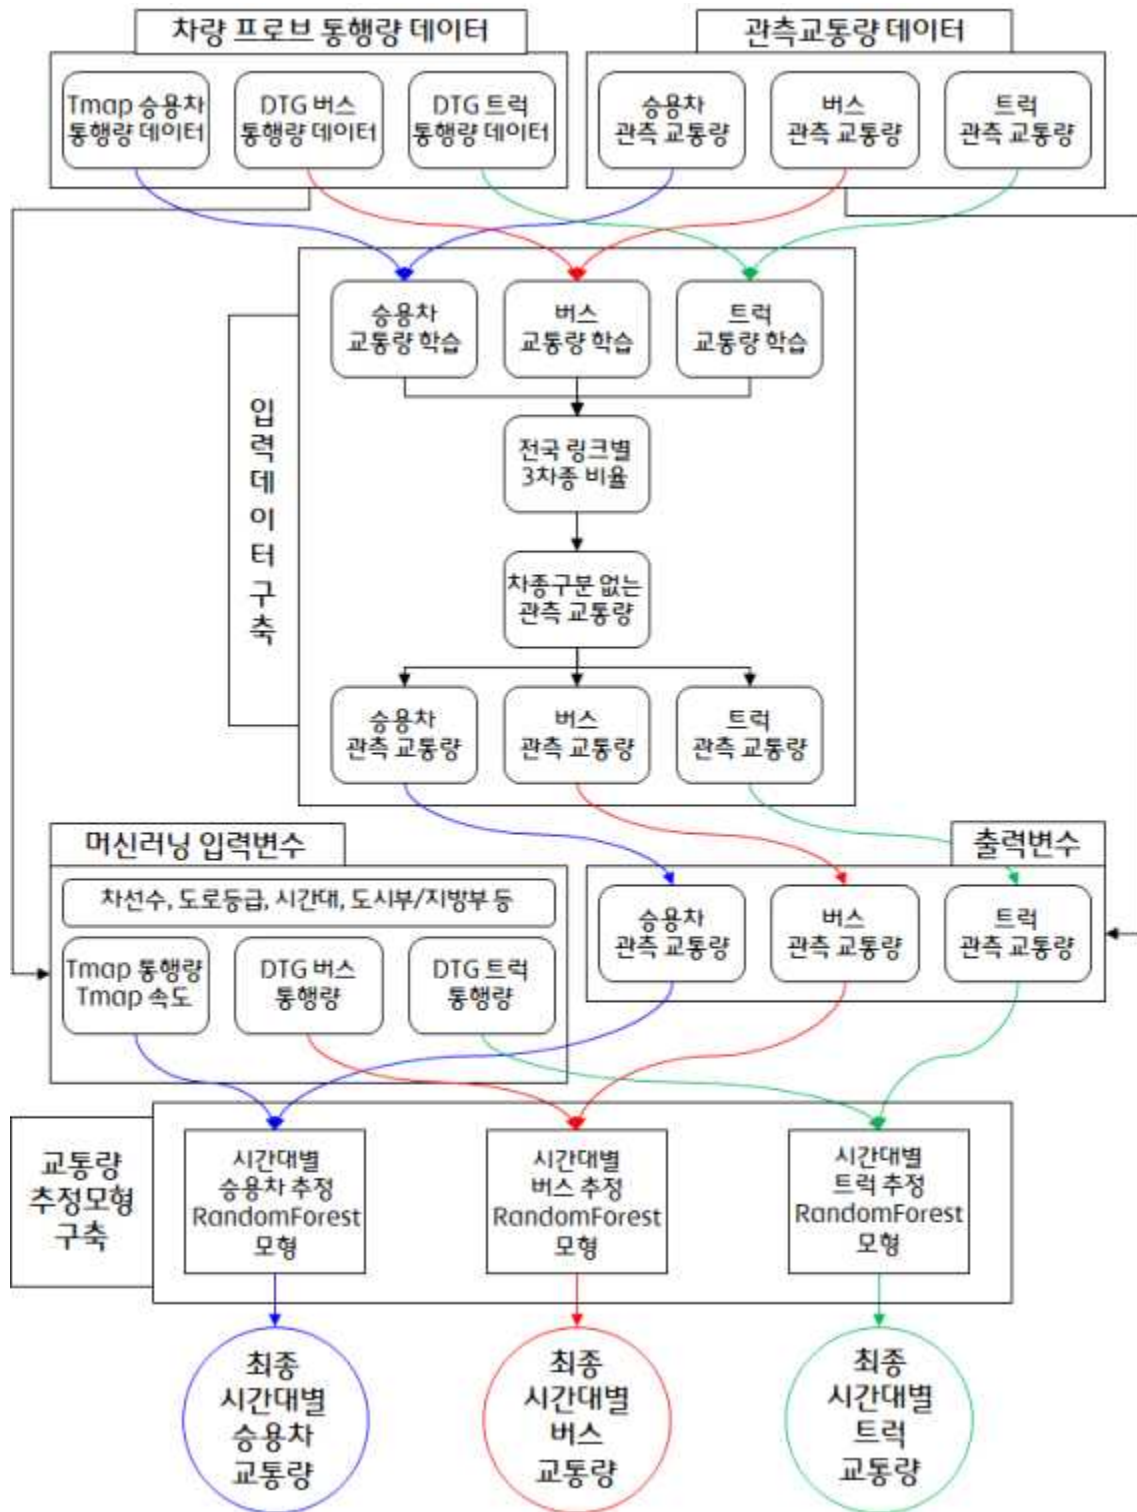 차량 프로브 통행량 데이터
관측교통량 데이터
Tmap 승용차
통행량 데이터
DTG 버스
통행량 데이터
DTG 트럭
통행량 데이터
승용차
관측 교통량
버스
관측 교통량
트럭
관측 교통량
입력데이터구축
승용차
교통량 학습
버스
교통량 학습
트럭
교통량 학습
전국 링크별
3차종 비율
차종구분 없는
관측 교통량
승용차
관측 교통량
버스
관측 교통량
트럭
관측 교통량
머신러닝 입력변수
차선수, 도로등급, 시간대, 도시부/지방부 등
Tmap 통행량
Tmap 속도
DTG 버스
통행량
DTG 트럭
통행량
출력변수
승용차
관측 교통량
버스
관측 교통량
트럭
관측 교통량
교통량
추정모형
구축
시간대별
승용차 추정
RandomForest
모형
시간대별
버스 추정
RandomForest
모형
시간대별
트럭 추정
RandomForest
모형
최종
시간대별
승용차
교통량
최종
시간대별
버스
교통량
최종
시간대별
트럭
교통량